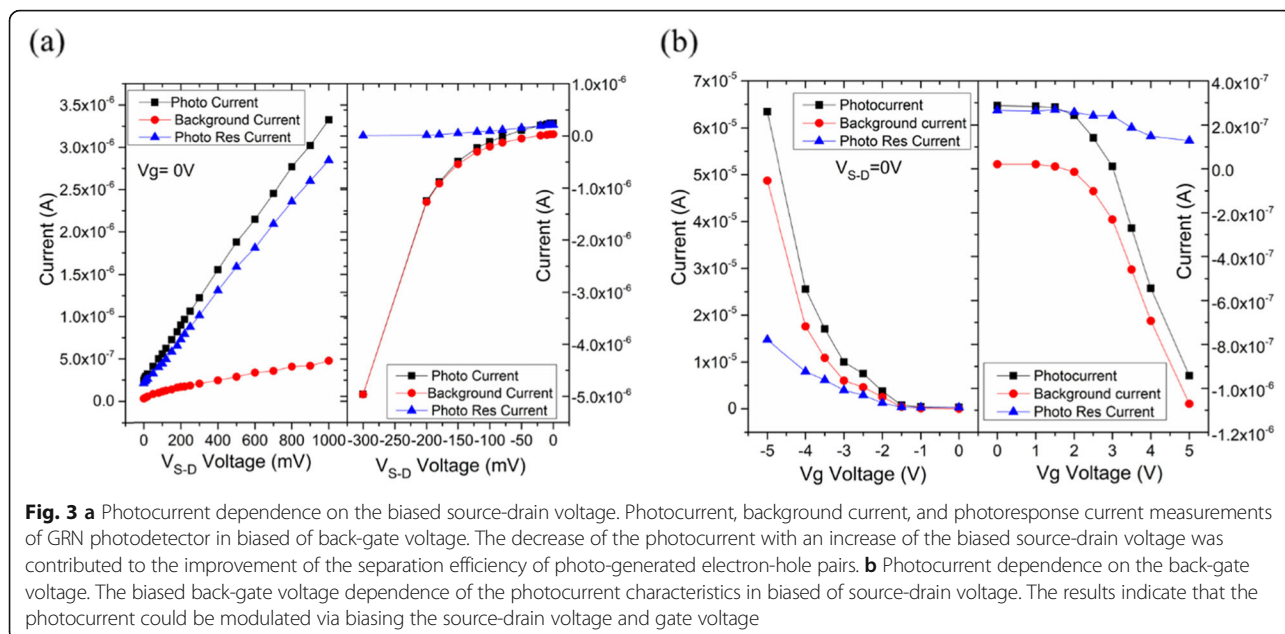 (a)
3.5x10⁻⁶
3.0x10⁻⁶
2.5x10⁻⁶
2.0x10⁻⁶
1.5x10⁻⁶
1.0x10⁻⁶
5.0x10⁻⁷
0.0
Current (A)
Photo Current
Background Current
Photo Res Current
Vg= 0V
0 200 400 600 800 1000
V_S-D Voltage (mV)
1.0x10⁻⁶
0.0
-1.0x10⁻⁶
-2.0x10⁻⁶
-3.0x10⁻⁶
-4.0x10⁻⁶
-5.0x10⁻⁶
Current (A)
Photo Current
Background Current
Photo Res Current
-300 -250 -200 -150 -100 -50 0
V_S-D Voltage (mV)
(b)
7x10⁻⁵
6x10⁻⁵
5x10⁻⁵
4x10⁻⁵
3x10⁻⁵
2x10⁻⁵
1x10⁻⁵
0
Current (A)
Photocurrent
Background current
Photo Res Current
V_S-D=0V
-5 -4 -3 -2 -1 0
Vg Voltage (V)
4.0x10⁻⁷
2.0x10⁻⁷
0.0
-2.0x10⁻⁷
-4.0x10⁻⁷
-6.0x10⁻⁷
-8.0x10⁻⁷
-1.0x10⁻⁶
-1.2x10⁻⁶
Current (A)
Photocurrent
Background current
Photo Res Current
0 1 2 3 4 5
Vg Voltage (V)
Fig. 3 a Photocurrent dependence on the biased source-drain voltage. Photocurrent, background current, and photoresponse current measurements
of GRN photodetector in biased of back-gate voltage. The decrease of the photocurrent with an increase of the biased source-drain voltage was
contributed to the improvement of the separation efficiency of photo-generated electron-hole pairs. b Photocurrent dependence on the back-gate
voltage. The biased back-gate voltage dependence of the photocurrent characteristics in biased of source-drain voltage. The results indicate that the
photocurrent could be modulated via biasing the source-drain voltage and gate voltage